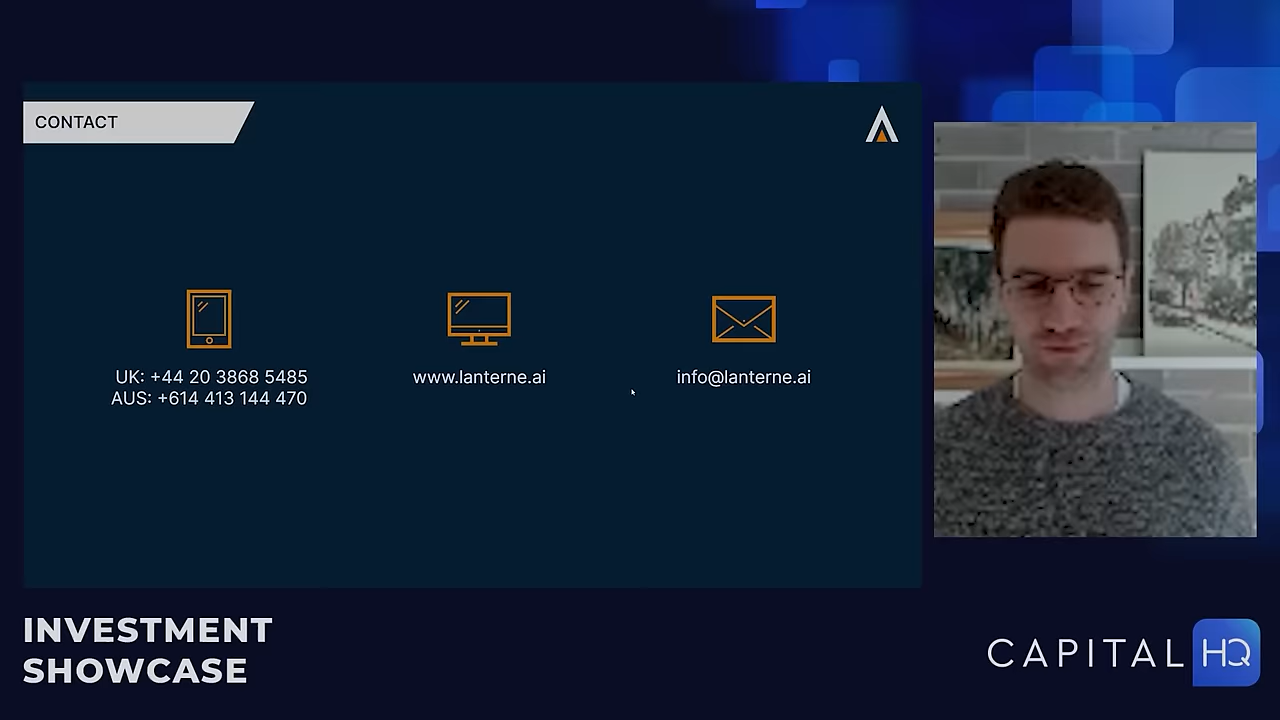 CONTACT
UK: +44 20 3868 5485
AUS: +614 413 144 470
www.lanterne.ai
info@lanterne.ai
INVESTMENT
SHOWCASE
CAPITAL HQ